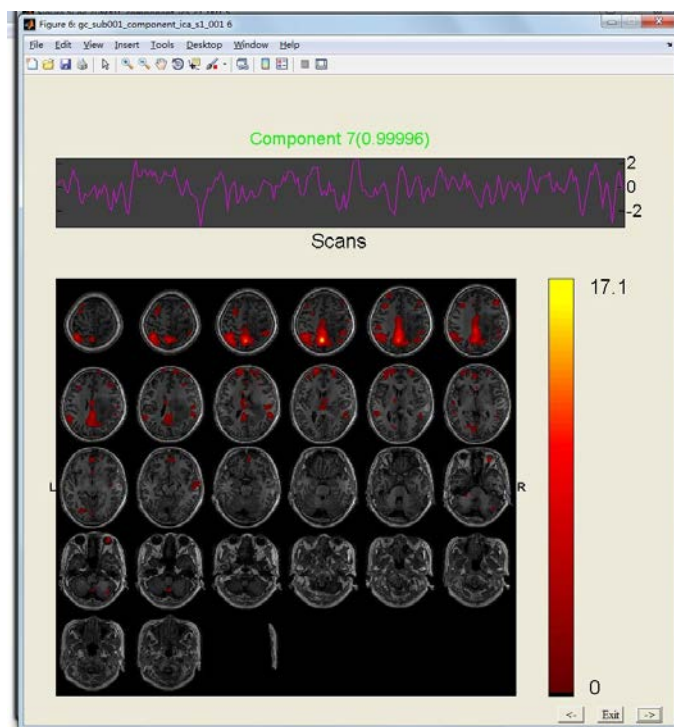 Figure 6: gc_sub001_component_ica_s1_001 6
File Edit View Insert Tools Desktop Window Help
Component 7(0.99996)
2
0
-2
Scans
17.1
L
R
0
<- Exit ->